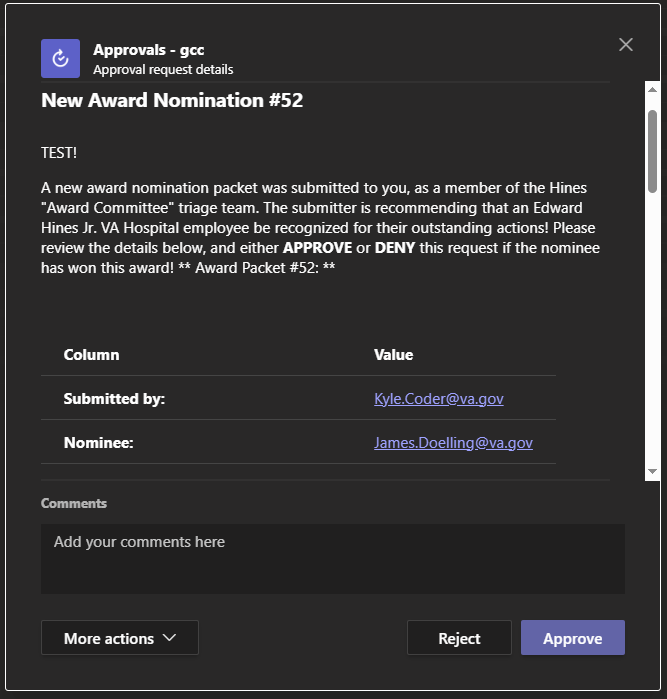 Approvals - gcc
Approval request details
New Award Nomination #52
TEST!
A new award nomination packet was submitted to you, as a member of the Hines
"Award Committee" triage team. The submitter is recommending that an Edward
Hines Jr. VA Hospital employee be recognized for their outstanding actions! Please
review the details below, and either APPROVE or DENY this request if the nominee
has won this award! ** Award Packet #52: **
Column Value
Submitted by: Kyle.Coder@va.gov
Nominee: James.Doelling@va.gov
Comments
Add your comments here
More actions Reject Approve